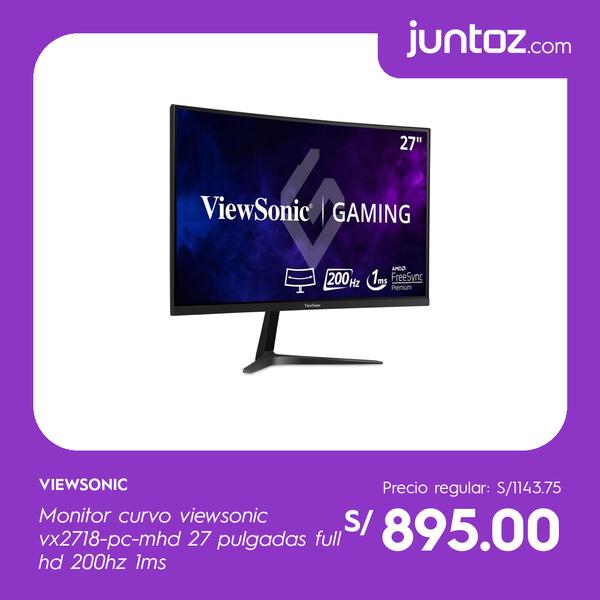 juntoz.com
27"
ViewSonic® | GAMING
200Hz
1ms
AMD
FreeSync
Premium
ViewSonic
VIEWSONIC
Precio regular: S/1143.75
Monitor curvo viewsonic
vx2718-pc-mhd 27 pulgadas full
hd 200hz 1ms
S/ 895.00